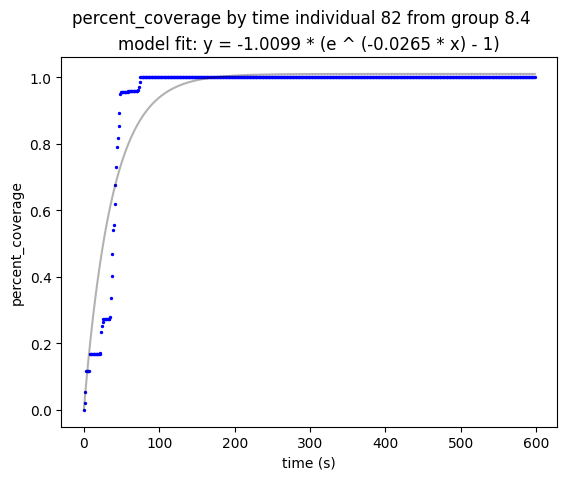 percent_coverage by time individual 82 from group 8.4
model fit: y = -1.0099 * (e ^ (-0.0265 * x) - 1)
1.0
0.8
0.6
0.4
0.2
0.0
percent_coverage
0 100 200 300 400 500 600
time (s)